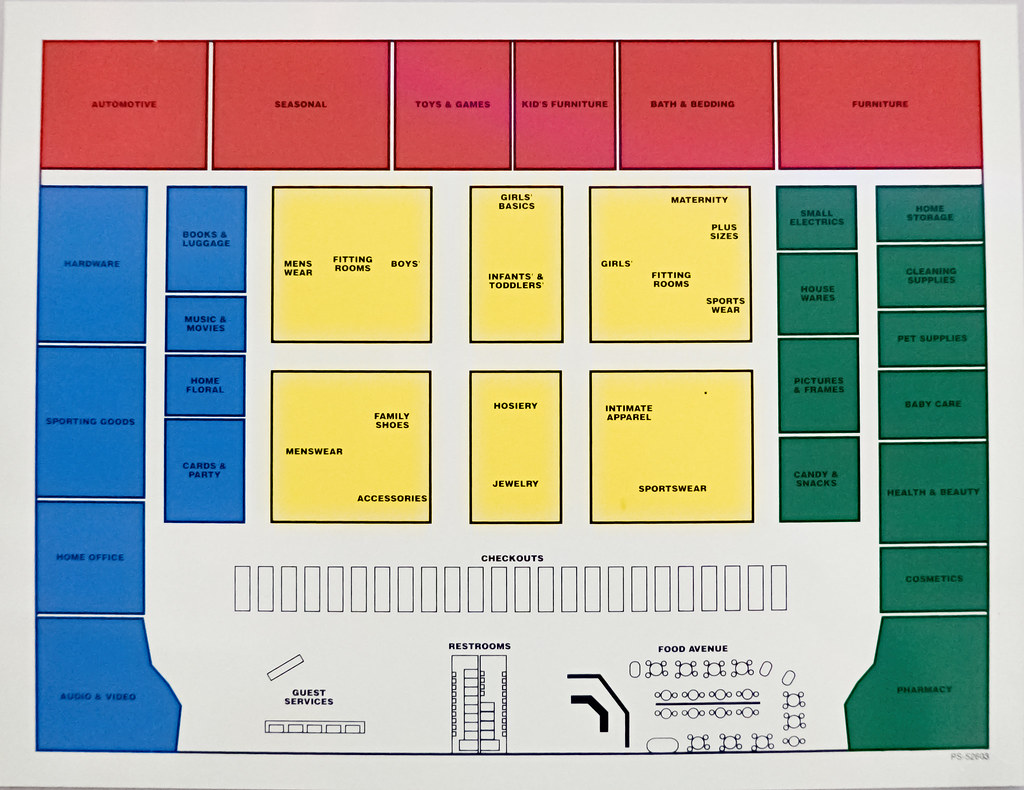 AUTOMOTIVE
SEASONAL
TOYS & GAMES
KID'S FURNITURE
BATH & BEDDING
FURNITURE
HARDWARE
BOOKS &
LUGGAGE
MUSIC &
MOVIES
HOME
FLORAL
CARDS &
PARTY
SPORTING GOODS
HOME OFFICE
AUDIO & VIDEO
MENS
WEAR
FITTING
ROOMS
BOYS'
GIRLS'
BASICS
INFANTS' &
TODDLERS'
MATERNITY
PLUS
SIZES
GIRLS'
FITTING
ROOMS
SPORTS
WEAR
FAMILY
SHOES
MENSWEAR
ACCESSORIES
HOSIERY
JEWELRY
INTIMATE
APPAREL
SPORTSWEAR
SMALL
ELECTRICS
HOUSE
WARES
PICTURES
& FRAMES
CANDY &
SNACKS
HOME
STORAGE
CLEANING
SUPPLIES
PET SUPPLIES
BABY CARE
HEALTH & BEAUTY
COSMETICS
PHARMACY
CHECKOUTS
GUEST
SERVICES
RESTROOMS
FOOD AVENUE